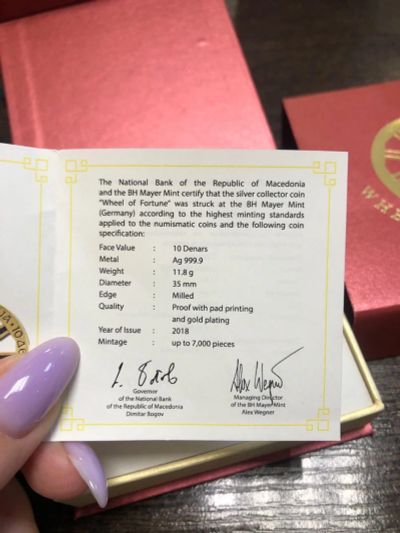 The National Bank of the Republic of Macedonia
and the BH Mayer Mint certify that the silver collector coin
"Wheel of Fortune" was struck at the BH Mayer Mint
(Germany) according to the highest minting standards
applied to the numismatic coins and the following coin
specification:
Face Value : 10 Denars
Metal : Ag 999.9
Weight : 11.8 g
Diameter : 35 mm
Edge : Milled
Quality : Proof with pad printing
and gold plating
Year of Issue : 2018
Mintage : up to 7,000 pieces
Governor
of the National Bank
of the Republic of Macedonia
Dimitar Bogov
Alex Wegner
Managing Director
of the BH Mayer Mint
Alex Wegner
WHE